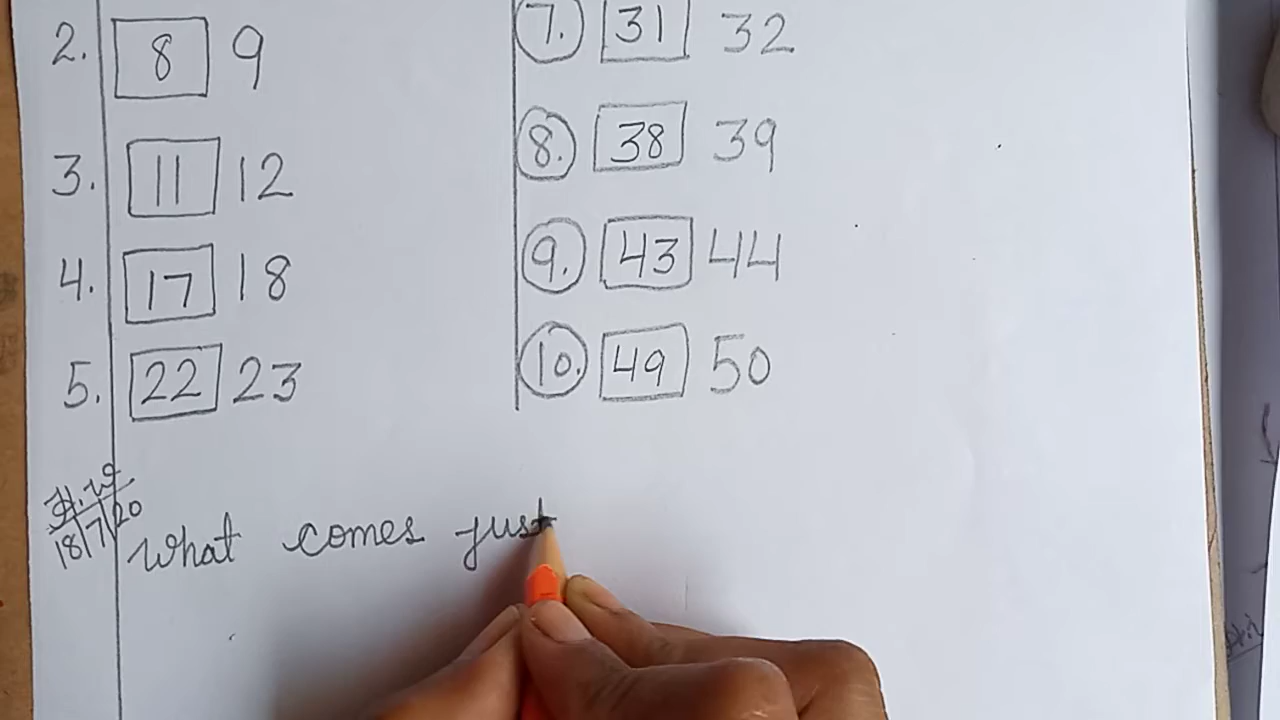 2. 8 9
3. 11 12
4. 17 18
5. 22 23
7. 31 32
8. 38 39
9. 43 44
10. 49 50
H.W
18/7/20
What comes just